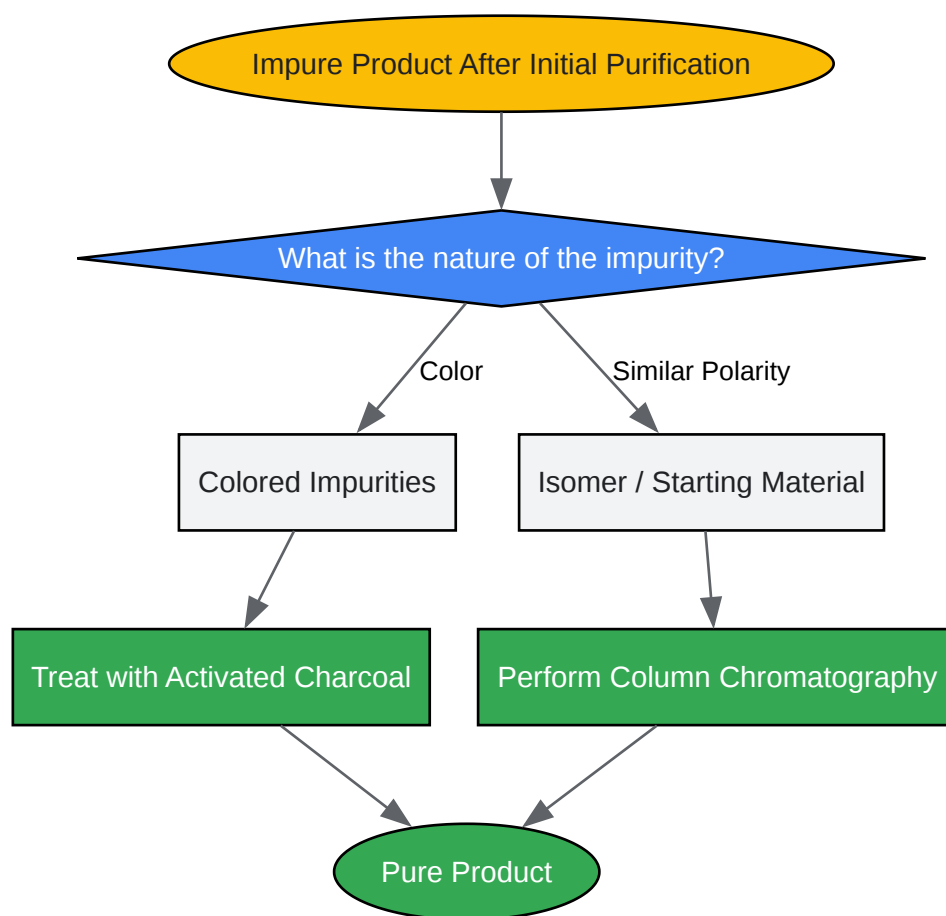 Impure Product After Initial Purification
What is the nature of the impurity?
Color
Similar Polarity
Colored Impurities
Isomer / Starting Material
Treat with Activated Charcoal
Perform Column Chromatography
Pure Product